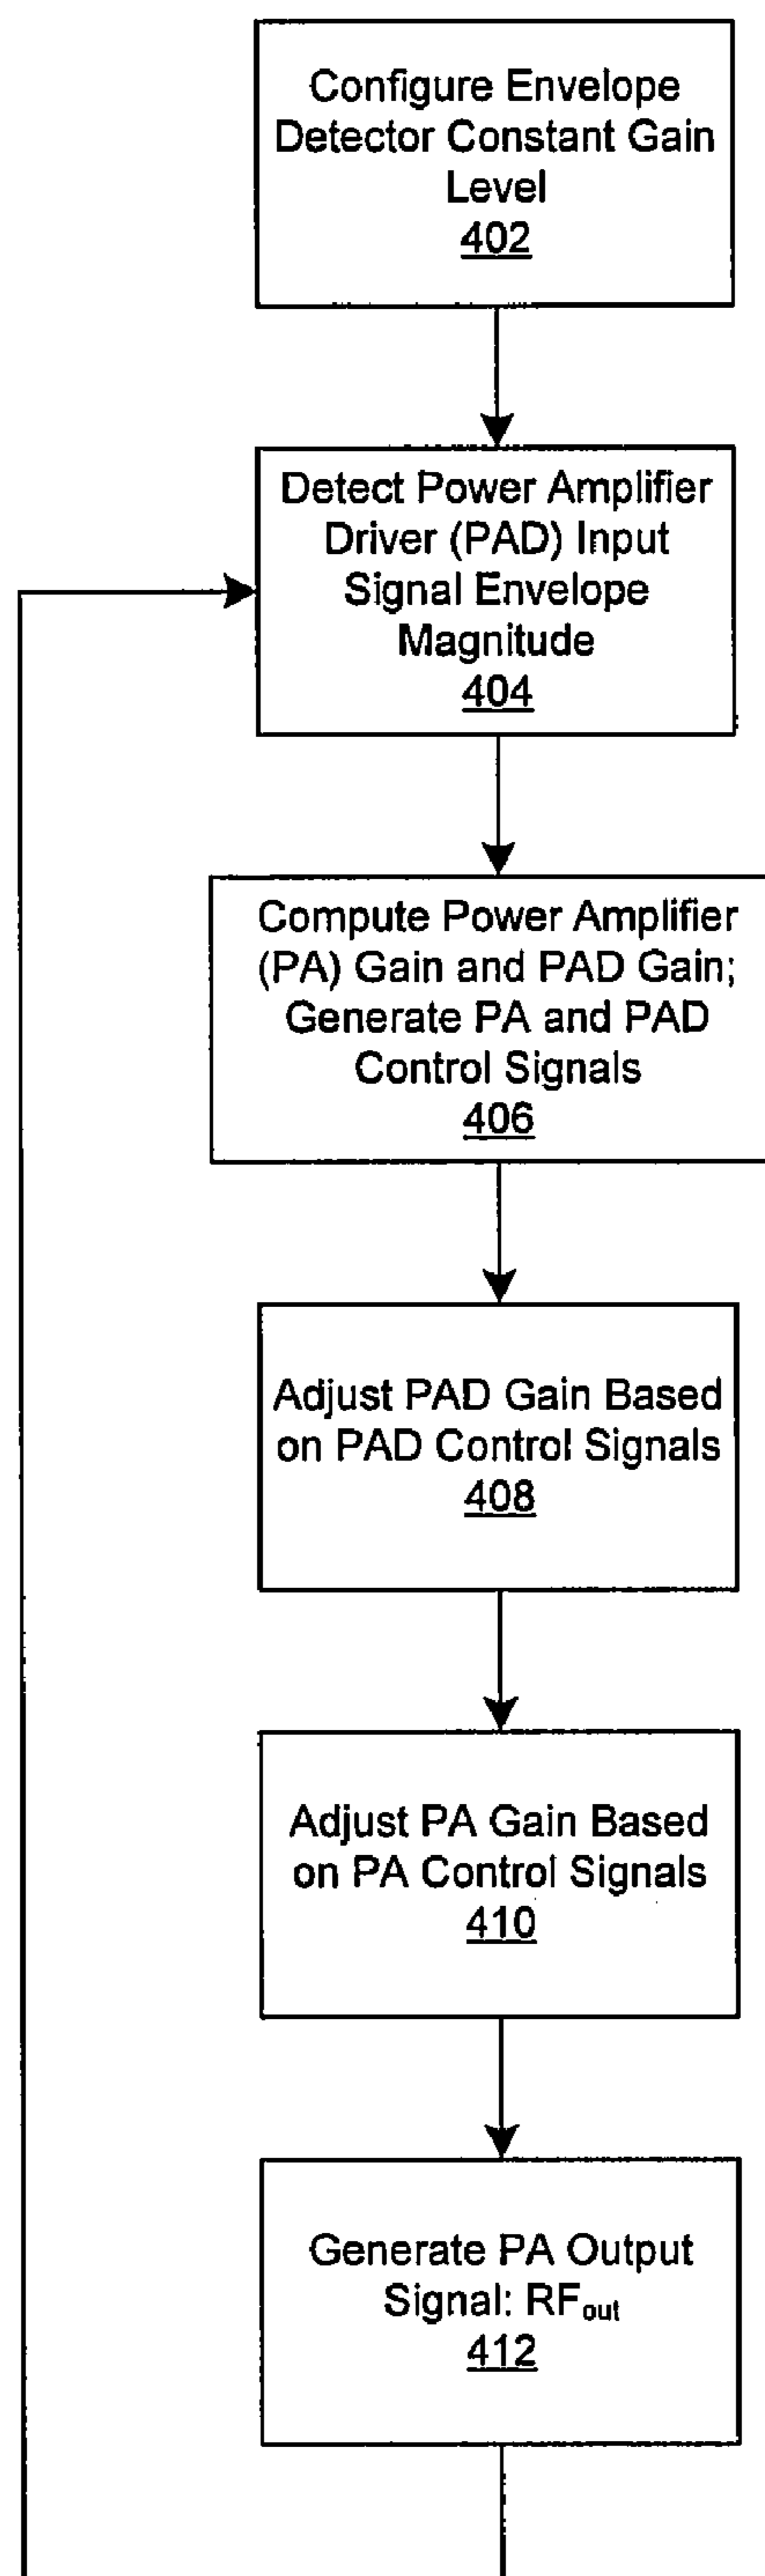 Configure Envelope
Detector Constant Gain
Level
402
Detect Power Amplifier
Driver (PAD) Input
Signal Envelope
Magnitude
404
Compute Power Amplifier
(PA) Gain and PAD Gain;
Generate PA and PAD
Control Signals
406
Adjust PAD Gain Based
on PAD Control Signals
408
Adjust PA Gain Based
on PA Control Signals
410
Generate PA Output
Signal: RFout
412